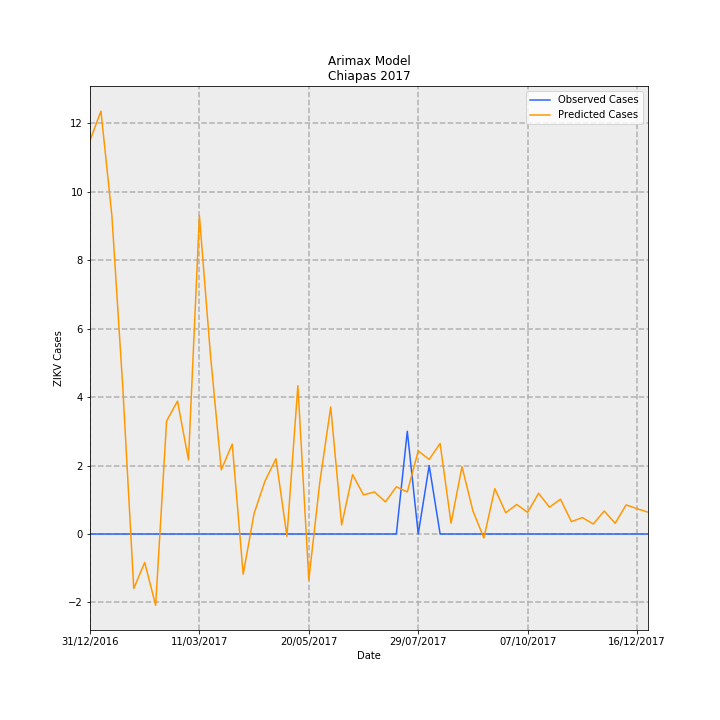 Arimax Model
Chiapas 2017
Observed Cases
Predicted Cases
12
10
8
6
4
2
0
−2
ZIKV Cases
31/12/2016 11/03/2017 20/05/2017 29/07/2017 07/10/2017 16/12/2017
Date